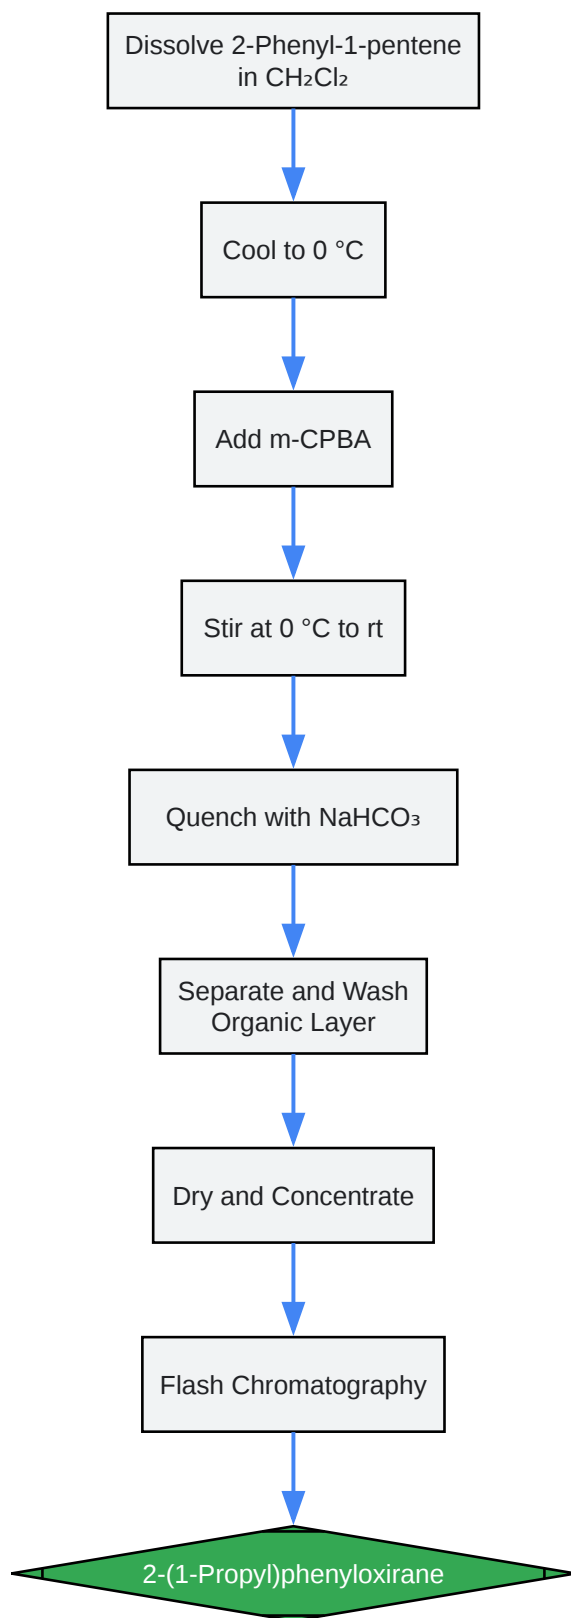 Dissolve 2-Phenyl-1-pentene
in CH₂Cl₂
Cool to 0 °C
Add m-CPBA
Stir at 0 °C to rt
Quench with NaHCO₃
Separate and Wash
Organic Layer
Dry and Concentrate
Flash Chromatography
2-(1-Propyl)phenyloxirane